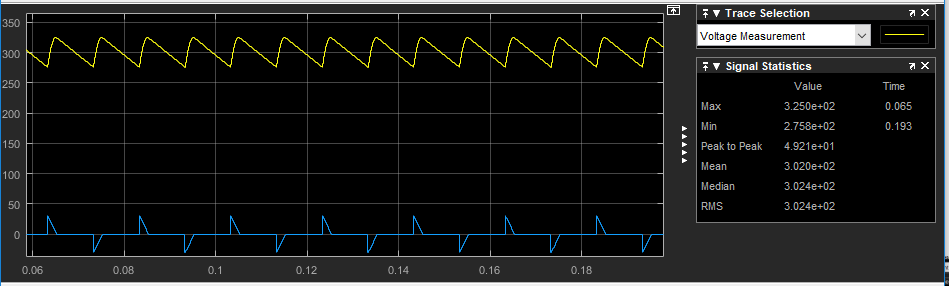 350
300
250
200
150
100
50
0
0.06 0.08 0.1 0.12 0.14 0.16 0.18
Trace Selection
Voltage Measurement
Signal Statistics
Value Time
Max 3.250e+02 0.065
Min 2.758e+02 0.193
Peak to Peak 4.921e+01
Mean 3.020e+02
Median 3.024e+02
RMS 3.024e+02